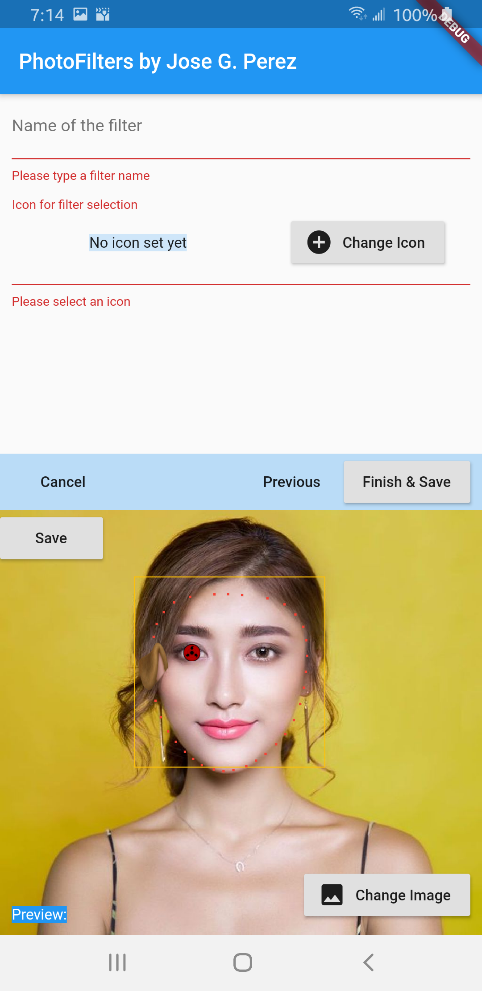 7:14
100%
DEBUG
PhotoFilters by Jose G. Perez
Name of the filter
Please type a filter name
Icon for filter selection
No icon set yet
Change Icon
Please select an icon
Cancel
Previous
Finish & Save
Save
Change Image
Preview: